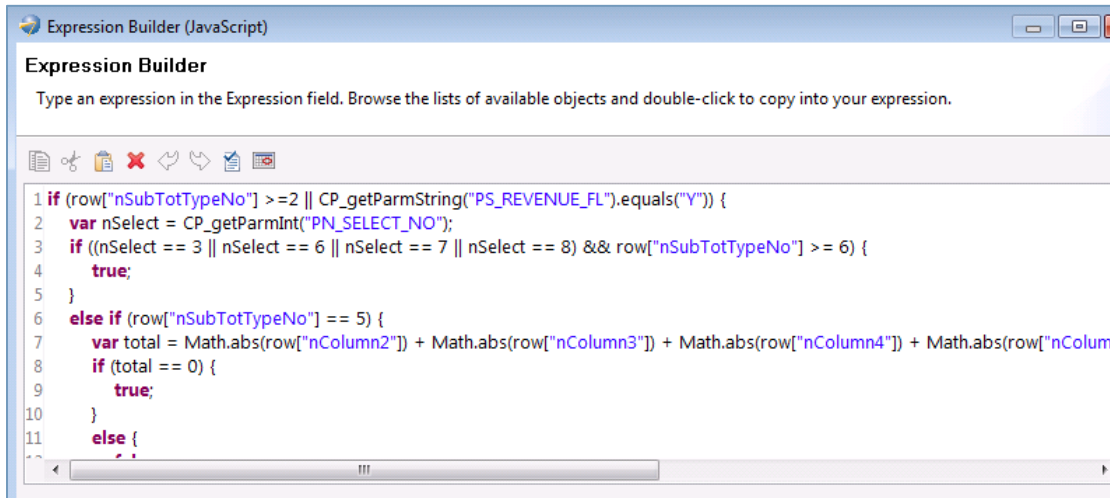 Expression Builder (JavaScript)
Expression Builder
Type an expression in the Expression field. Browse the lists of available objects and double-click to copy into your expression.
1 if (row["nSubTotTypeNo"] >=2 || CP_getParmString("PS_REVENUE_FL").equals("Y")) {
2 var nSelect = CP_getParmInt("PN_SELECT_NO");
3 if ((nSelect == 3 || nSelect == 6 || nSelect == 7 || nSelect == 8) && row["nSubTotTypeNo"] >= 6) {
4 true;
5 }
6 else if (row["nSubTotTypeNo"] == 5) {
7 var total = Math.abs(row["nColumn2"]) + Math.abs(row["nColumn3"]) + Math.abs(row["nColumn4"]) + Math.abs(row["nColum
8 if (total == 0) {
9 true;
10 }
11 else {